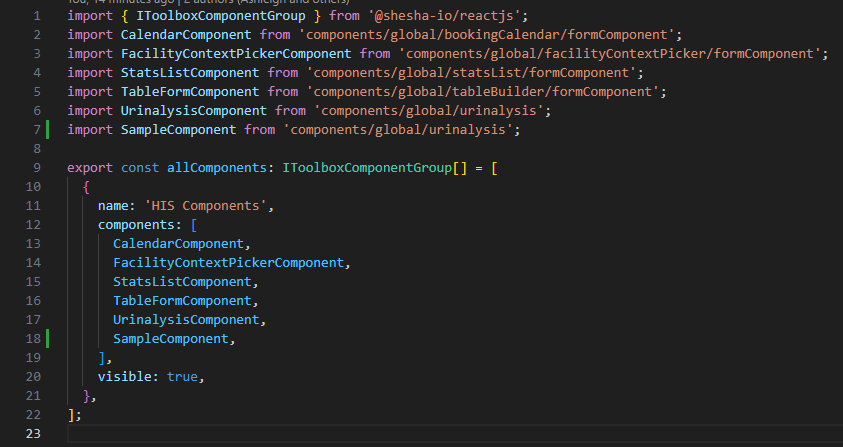 You, 14 minutes ago | 2 authors (Ashleigh and others)
1 import { IToolboxComponentGroup } from '@shesha-io/reactjs';
2 import CalendarComponent from 'components/global/bookingCalendar/formComponent';
3 import FacilityContextPickerComponent from 'components/global/facilityContextPicker/formComponent';
4 import StatsListComponent from 'components/global/statsList/formComponent';
5 import TableFormComponent from 'components/global/tableBuilder/formComponent';
6 import UrinalysisComponent from 'components/global/urinalysis';
7 import SampleComponent from 'components/global/urinalysis';
8
9 export const allComponents: IToolboxComponentGroup[] = [
10 {
11 name: 'HIS Components',
12 components: [
13 CalendarComponent,
14 FacilityContextPickerComponent,
15 StatsListComponent,
16 TableFormComponent,
17 UrinalysisComponent,
18 SampleComponent,
19 ],
20 visible: true,
21 },
22 ];
23